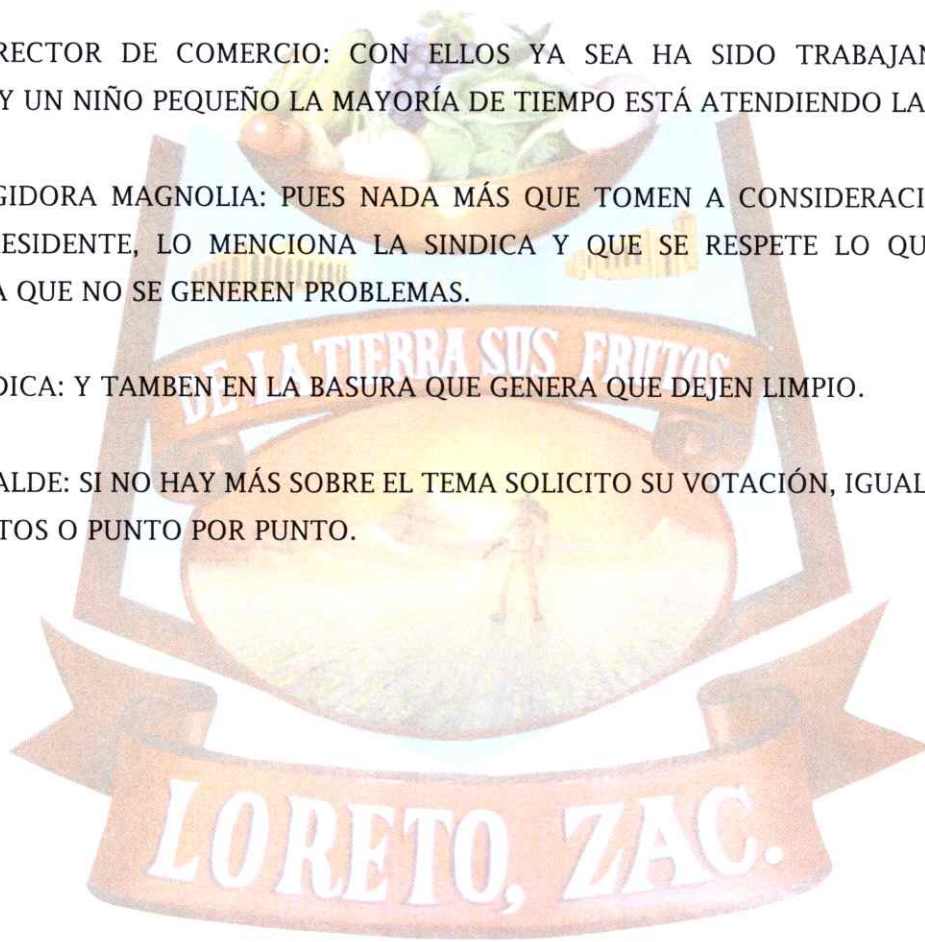 RECTOR DE COMERCIO: CON ELLOS YA SEA HA SIDO TRABAJAN
Y UN NIÑO PEQUEÑO LA MAYORÍA DE TIEMPO ESTÁ ATENDIENDO LA
GIDORA MAGNOLIA: PUES NADA MÁS QUE TOMEN A CONSIDERACI
RESIDENTE, LO MENCIONA LA SINDICA Y QUE SE RESPETE LO QU
A QUE NO SE GENEREN PROBLEMAS.
DICA: Y TAMBEN EN LA BASURA QUE GENERA QUE DEJEN LIMPIO.
ALDE: SI NO HAY MÁS SOBRE EL TEMA SOLICITO SU VOTACIÓN, IGUAL
TOS O PUNTO POR PUNTO.
DE LA TIERRA SUS FRUTOS
LORETO, ZAC.